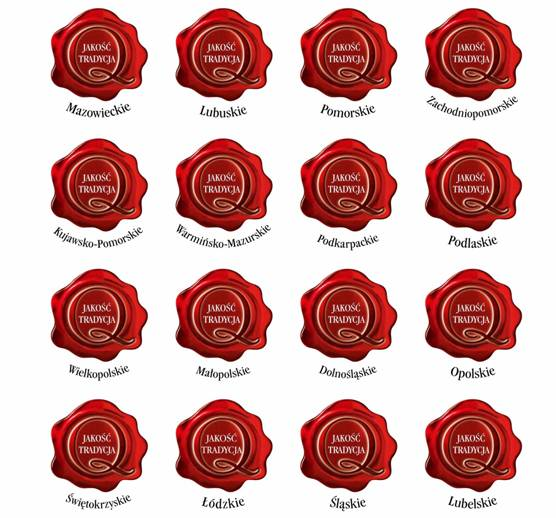 JAKOŚĆ
TRADYCJA
Mazowieckie
JAKOŚĆ
TRADYCJA
Lubuskie
JAKOŚĆ
TRADYCJA
Pomorskie
JAKOŚĆ
TRADYCJA
Zachodniopomorskie
JAKOŚĆ
TRADYCJA
Kujawsko-Pomorskie
JAKOŚĆ
TRADYCJA
Warmińsko-Mazurskie
JAKOŚĆ
TRADYCJA
Podkarpackie
JAKOŚĆ
TRADYCJA
Podlaskie
JAKOŚĆ
TRADYCJA
Wielkopolskie
JAKOŚĆ
TRADYCJA
Małopolskie
JAKOŚĆ
TRADYCJA
Dolnośląskie
JAKOŚĆ
TRADYCJA
Opolskie
JAKOŚĆ
TRADYCJA
Świętokrzyskie
JAKOŚĆ
TRADYCJA
Łódzkie
JAKOŚĆ
TRADYCJA
Śląskie
JAKOŚĆ
TRADYCJA
Lubelskie